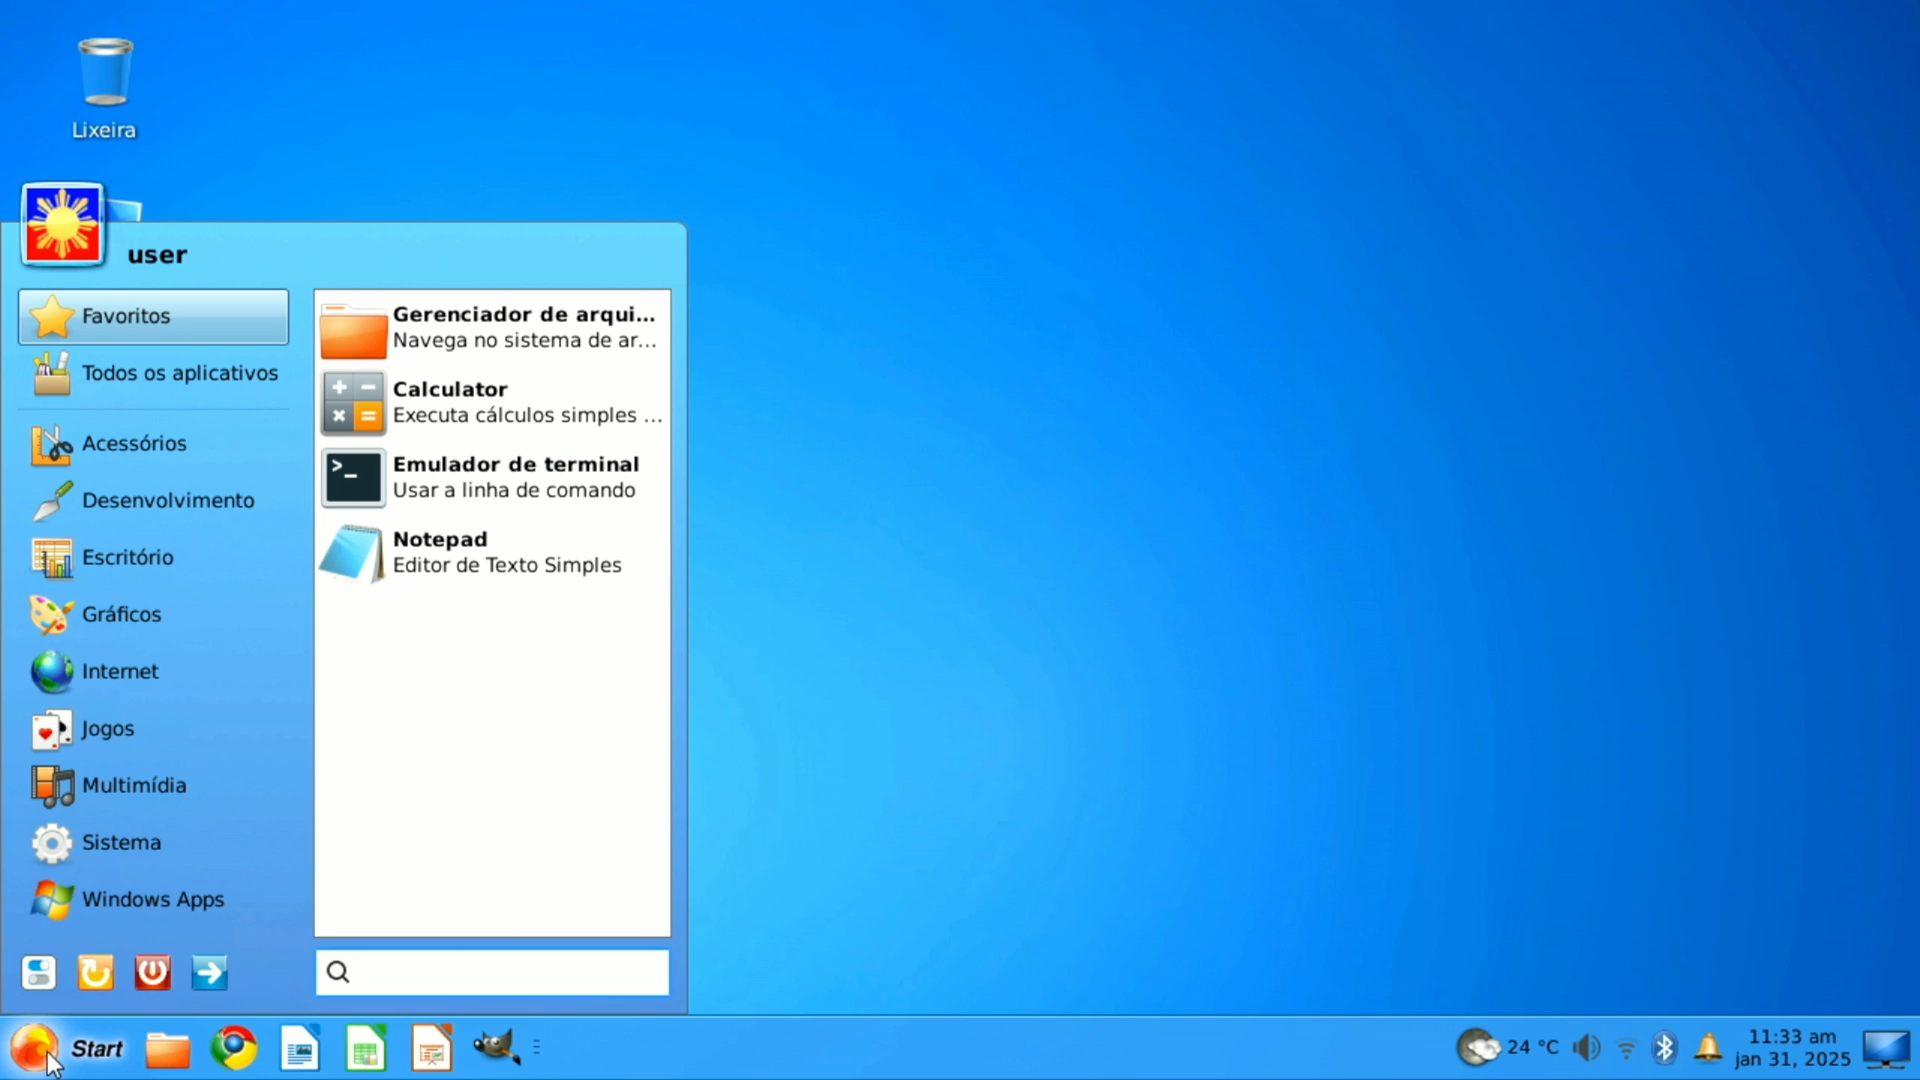 Lixeira
user
Favoritos
Todos os aplicativos
Acessórios
Desenvolvimento
Escritório
Gráficos
Internet
Jogos
Multimídia
Sistema
Windows Apps
Gerenciador de arqui...
Navega no sistema de ar...
Calculator
Executa cálculos simples ...
Emulador de terminal
Usar a linha de comando
Notepad
Editor de Texto Simples
Start
24 °C
11:33 am
jan 31, 2025